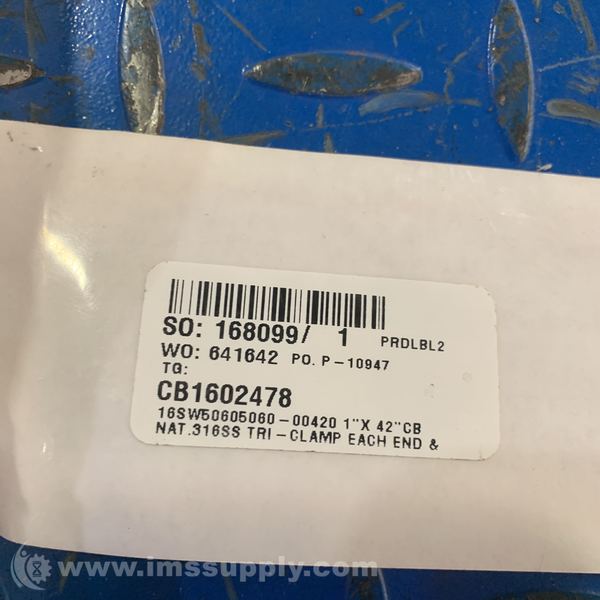 SO: 168099/ 1 PRDLBL2
WO: 641642 PO. P-10947
TG:
CB1602478
16SW50605060-00420 1"X 42"CB
NAT.316SS TRI-CLAMP EACH END &
www.imssupply.com